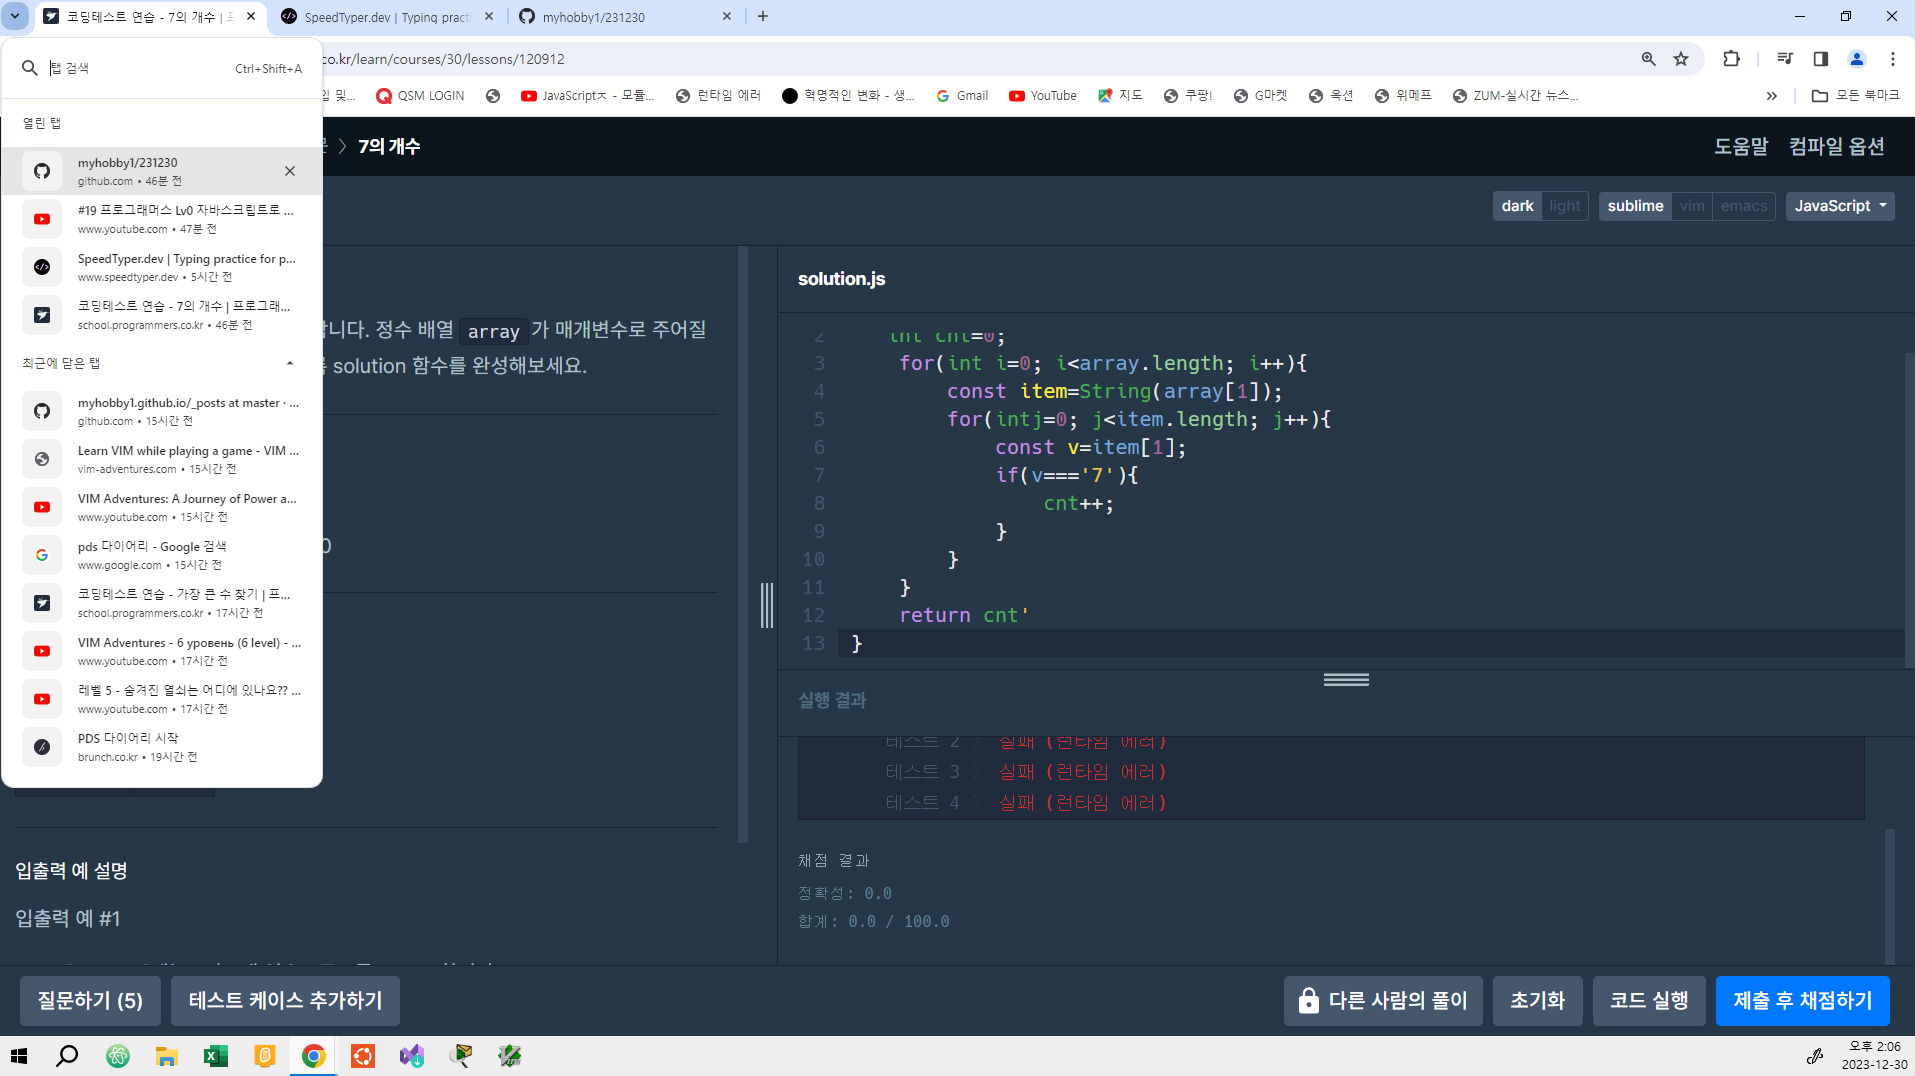 코딩테스트 연습 - 7의 개수 | 프
SpeedTyper.dev | Typing practi
myhobby1/231230
탭 검색
Ctrl+Shift+A
co.kr/learn/courses/30/lessons/120912
입 및...
QSM LOGIN
JavaScriptㅈ - 모듈...
런타임 에러
혁명적인 변화 - 생...
Gmail
YouTube
지도
쿠팡!
G마켓
옥션
위메프
ZUM-실시간 뉴스...
»
모든 북마크
열린 탭
myhobby1/231230
github.com • 46분 전
#19 프로그래머스 Lv0 자바스크립트로 ...
www.youtube.com • 47분 전
SpeedTyper.dev | Typing practice for p...
www.speedtyper.dev • 5시간 전
코딩테스트 연습 - 7의 개수 | 프로그래...
school.programmers.co.kr • 46분 전
최근에 닫은 탭
myhobby1.github.io/_posts at master · ...
github.com • 15시간 전
Learn VIM while playing a game - VIM ...
vim-adventures.com • 15시간 전
VIM Adventures: A Journey of Power a...
www.youtube.com • 15시간 전
pds 다이어리 - Google 검색
www.google.com • 15시간 전
코딩테스트 연습 - 가장 큰 수 찾기 | 프...
school.programmers.co.kr • 17시간 전
VIM Adventures - 6 уровень (6 level) - ...
www.youtube.com • 17시간 전
레벨 5 - 숨겨진 열쇠는 어디에 있나요?? ...
www.youtube.com • 17시간 전
PDS 다이어리 시작
brunch.co.kr • 19시간 전
7의 개수
도움말
컴파일 옵션
dark
light
sublime
vim
emacs
JavaScript
니다. 정수 배열 array 가 매개변수로 주어질
solution 함수를 완성해보세요.
0
입출력 예 설명
입출력 예 #1
solution.js
2 int cnt=0;
3 for(int i=0; i<array.length; i++){
4 const item=String(array[1]);
5 for(intj=0; j<item.length; j++){
6 const v=item[1];
7 if(v==='7'){
8 cnt++;
9 }
10 }
11 }
12 return cnt'
13 }
실행 결과
테스트 2 〉 실패 (런타임 에러)
테스트 3 〉 실패 (런타임 에러)
테스트 4 〉 실패 (런타임 에러)
채점 결과
정확성: 0.0
합계: 0.0 / 100.0
질문하기 (5)
테스트 케이스 추가하기
다른 사람의 풀이
초기화
코드 실행
제출 후 채점하기
오후 2:06
2023-12-30